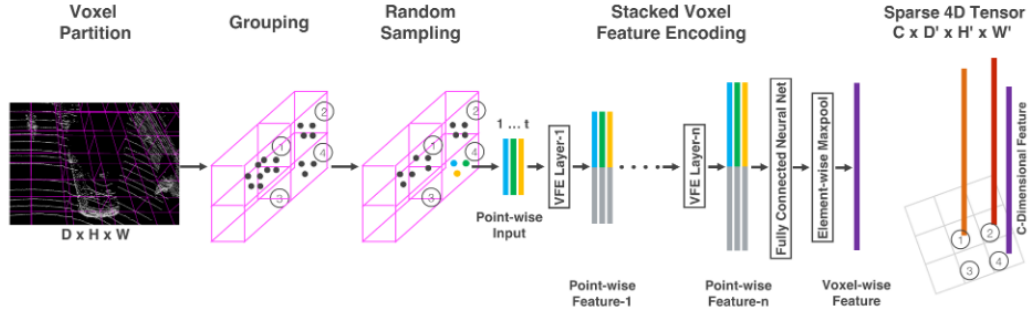 Voxel
Partition
Grouping
Random
Sampling
Stacked Voxel
Feature Encoding
Sparse 4D Tensor
C x D' x H' x W'
D x H x W
1
2
3
4
1
2
3
4
1 ... t
Point-wise
Input
VFE Layer-1
Point-wise
Feature-1
VFE Layer-n
Point-wise
Feature-n
Fully Connected Neural Net
Element-wise Maxpool
Voxel-wise
Feature
C-Dimensional Feature
1
2
3
4